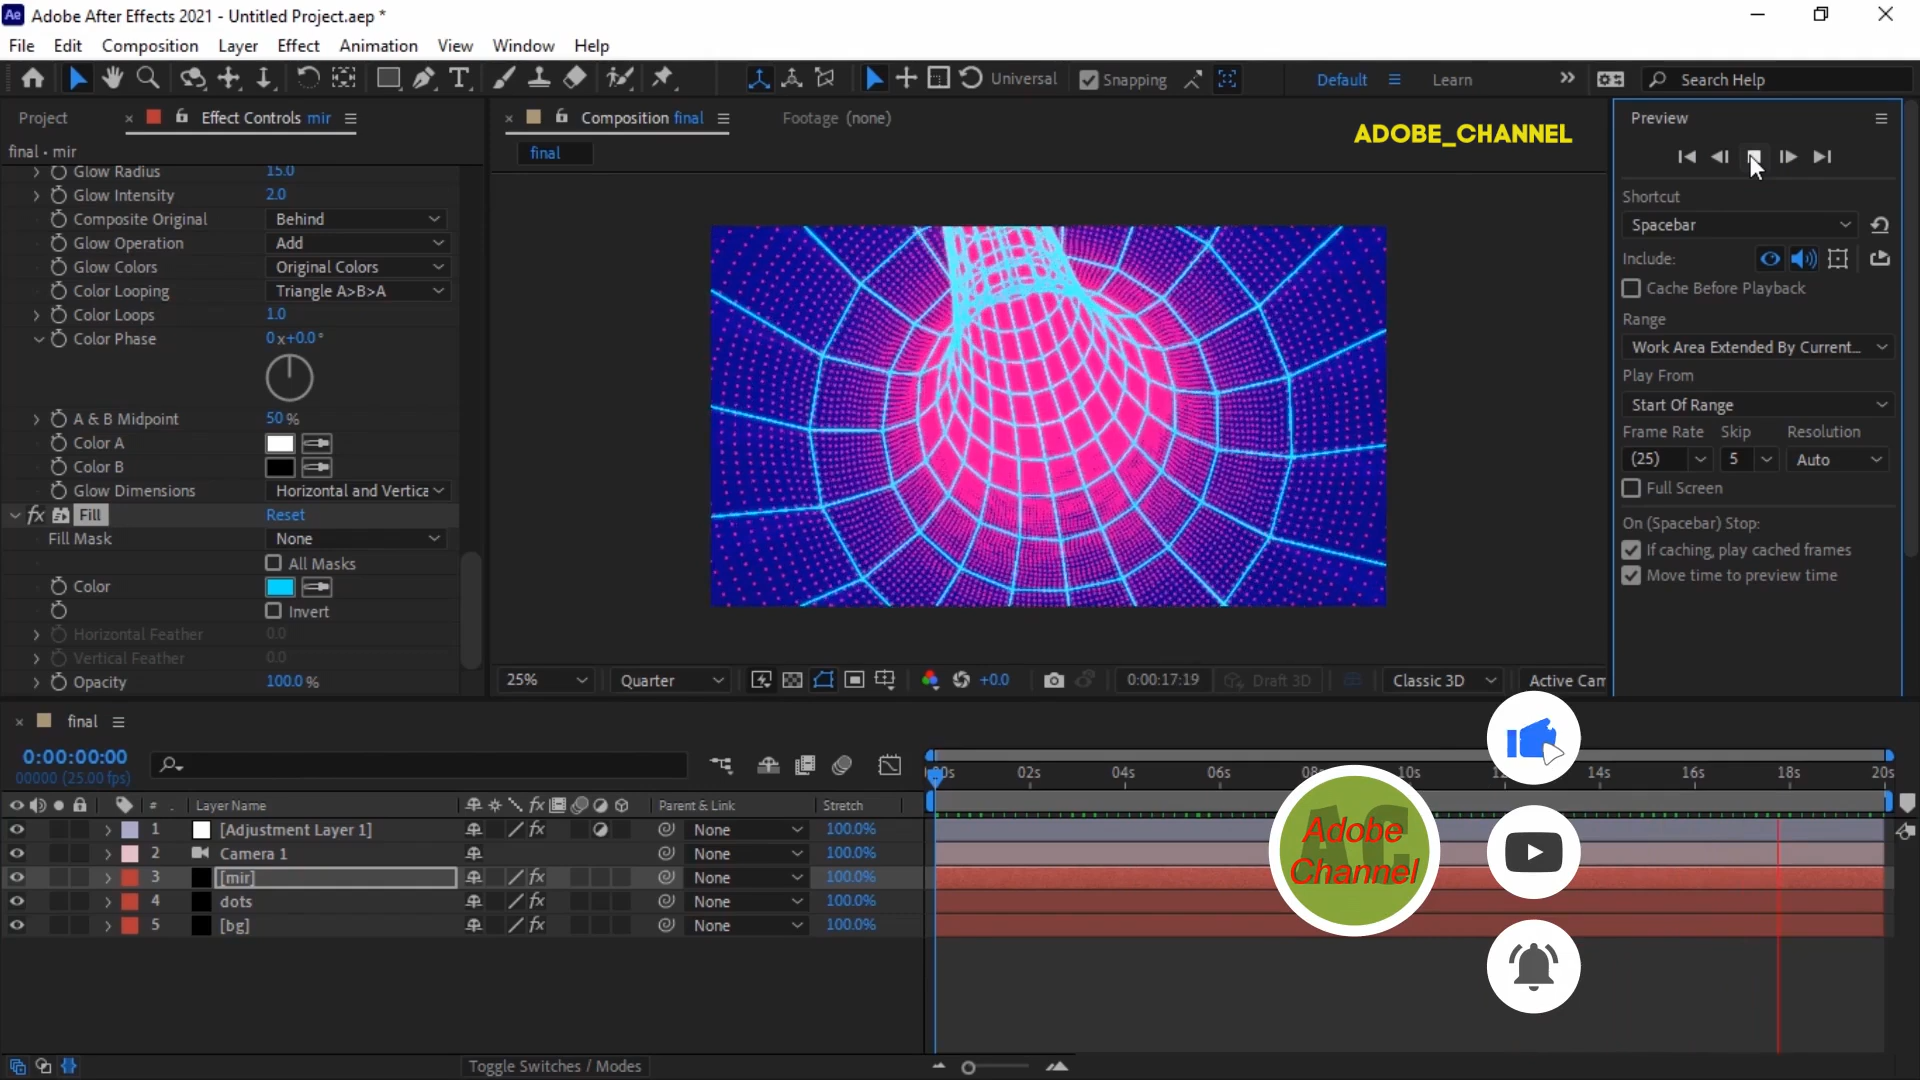 Ae Adobe After Effects 2021 - Untitled Project.aep *
File Edit Composition Layer Effect Animation View Window Help
Universal Snapping Default Learn Search Help
Project Effect Controls mir
final • mir
Glow Radius 15.0
Glow Intensity 2.0
Composite Original Behind
Glow Operation Add
Glow Colors Original Colors
Color Looping Triangle A>B>A
Color Loops 1.0
Color Phase 0x+0.0°
A & B Midpoint 50 %
Color A
Color B
Glow Dimensions Horizontal and Vertica
fx Fill Reset
Fill Mask None
All Masks
Color
Invert
Horizontal Feather 0.0
Vertical Feather 0.0
Opacity 100.0 %
Composition final Footage (none)
final
ADOBE_CHANNEL
25% Quarter +0.0 0:00:17:19 Draft 3D Classic 3D Active Cam
Preview
Shortcut
Spacebar
Include:
Cache Before Playback
Range
Work Area Extended By Current...
Play From
Start Of Range
Frame Rate Skip Resolution
(25) 5 Auto
Full Screen
On (Spacebar) Stop:
If caching, play cached frames
Move time to preview time
final
0:00:00:00
00000 (25.00 fps)
02s 04s 06s 08s 10s 14s 16s 18s 20s
# Layer Name fx Parent & Link Stretch
1 [Adjustment Layer 1] fx None 100.0%
2 Camera 1 None 100.0%
3 [mir] fx None 100.0%
4 dots fx None 100.0%
5 [bg] fx None 100.0%
AC
Adobe
Channel
Toggle Switches / Modes